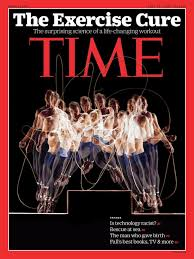 The Exercise Cure
The surprising science of a life-changing workout
TIME
Is technology racist?
Rescue at sea
The man who gave birth
Fall's best books, TV & more